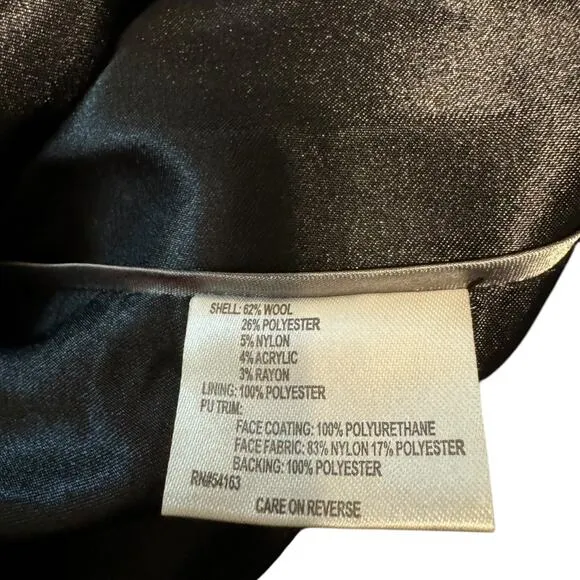 SHELL: 62% WOOL
26% POLYESTER
5% NYLON
4% ACRYLIC
3% RAYON
LINING: 100% POLYESTER
PU TRIM:
FACE COATING: 100% POLYURETHANE
FACE FABRIC: 83% NYLON 17% POLYESTER
BACKING: 100% POLYESTER
RN#54163
CARE ON REVERSE